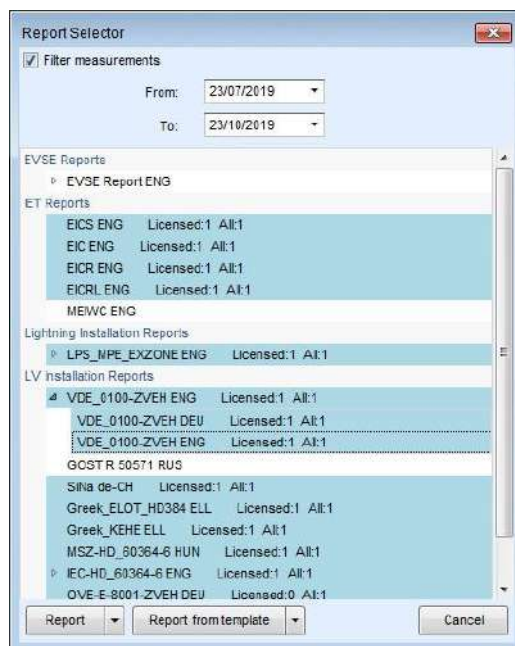 Report Selector
Filter measurements
From: 23/07/2019
To: 23/10/2019
EVSE Reports
EVSE Report ENG
ET Reports
EICS ENG Licensed:1 All:1
EIC ENG Licensed:1 All:1
EICR ENG Licensed:1 All:1
EICRL ENG Licensed:1 All:1
MEIWC ENG
Lightning Installation Reports
LPS_MPE_EXZONE ENG Licensed:1 All:1
LV Installation Reports
VDE_0100-ZVEH ENG Licensed:1 All:1
VDE_0100-ZVEH DEU Licensed:1 All:1
VDE_0100-ZVEH ENG Licensed:1 All:1
GOST R 50571 RUS
SiNa de-CH Licensed:1 All:1
Greek_ELOT_HD384 ELL Licensed:1 All:1
Greek_KEHE ELL Licensed:1 All:1
MSZ-HD_60364-6 HUN Licensed:1 All:1
IEC-HD_60364-6 ENG Licensed:1 All:1
OVE-E-8001-ZVEH DEU Licensed:0 All:1
Report Report from template Cancel